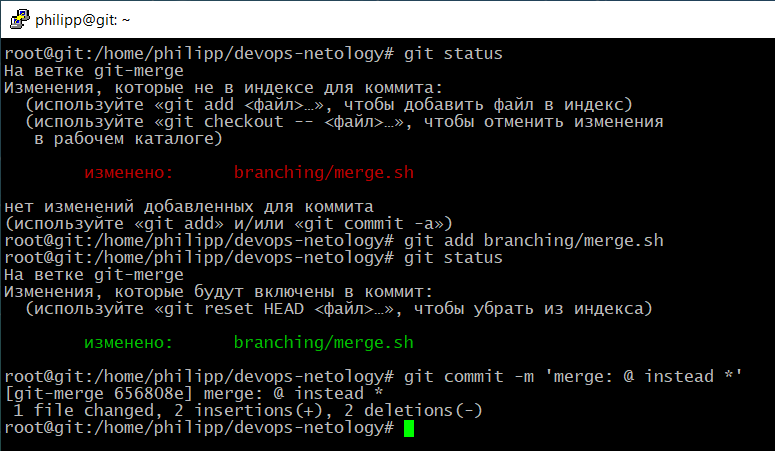 philipp@git: ~
root@git:/home/philipp/devops-netology# git status
На ветке git-merge
Изменения, которые не в индексе для коммита:
  (используйте «git add <файл>…», чтобы добавить файл в индекс)
  (используйте «git checkout -- <файл>…», чтобы отменить изменения
   в рабочем каталоге)
        изменено:      branching/merge.sh
нет изменений добавленных для коммита
(используйте «git add» и/или «git commit -a»)
root@git:/home/philipp/devops-netology# git add branching/merge.sh
root@git:/home/philipp/devops-netology# git status
На ветке git-merge
Изменения, которые будут включены в коммит:
  (используйте «git reset HEAD <файл>…», чтобы убрать из индекса)
        изменено:      branching/merge.sh
root@git:/home/philipp/devops-netology# git commit -m 'merge: @ instead *'
[git-merge 656808e] merge: @ instead *
 1 file changed, 2 insertions(+), 2 deletions(-)
root@git:/home/philipp/devops-netology#